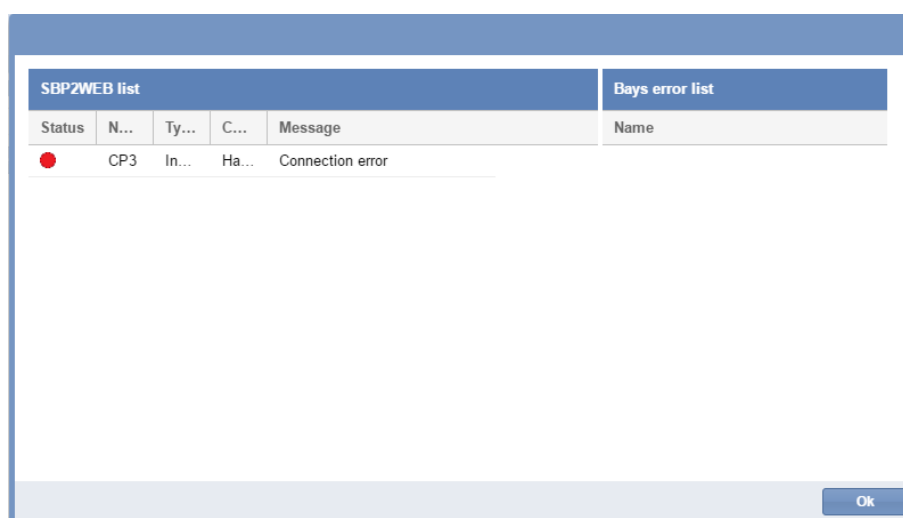 SBP2WEB list Bays error list
Status N... Ty... C... Message Name
CP3 In... Ha... Connection error
Ok